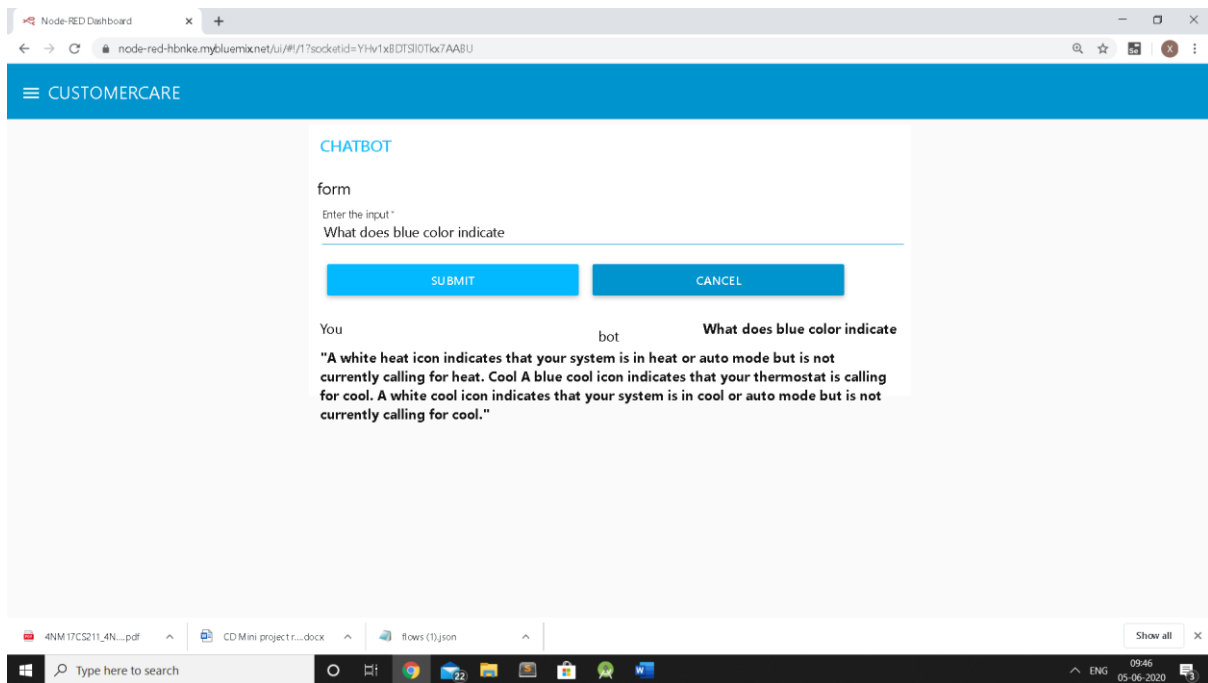 Node-RED Dashboard
node-red-hbnke.mybluemix.net/ui/#!/1?socketid=YHv1xBDTSlI0Tkx7AABU
Se
X
CUSTOMERCARE
CHATBOT
form
Enter the input *
What does blue color indicate
SUBMIT CANCEL
You What does blue color indicate
bot
"A white heat icon indicates that your system is in heat or auto mode but is not
currently calling for heat. Cool A blue cool icon indicates that your thermostat is calling
for cool. A white cool icon indicates that your system is in cool or auto mode but is not
currently calling for cool."
4NM17CS211_4N....pdf CD Mini project r....docx flows (1).json Show all
Type here to search 22 ENG 09:46
05-06-2020 3